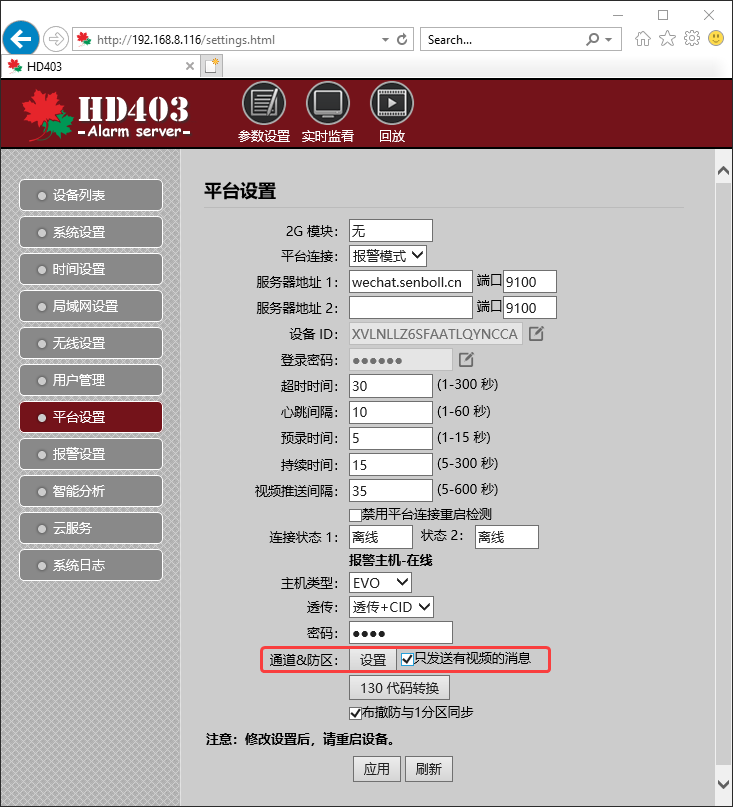 http://192.168.8.116/settings.html
Search...
HD403
HD403
-Alarm server-
参数设置 实时监看 回放
设备列表
系统设置
时间设置
局域网设置
无线设置
用户管理
平台设置
报警设置
智能分析
云服务
系统日志
平台设置
2G 模块: 无
平台连接: 报警模式
服务器地址 1: wechat.senboll.cn 端口 9100
服务器地址 2: 端口 9100
设备 ID: XVLNLLZ6SFAATLQYNCCA
登录密码: ●●●●●●
超时时间: 30 (1-300 秒)
心跳间隔: 10 (1-60 秒)
预录时间: 5 (1-15 秒)
持续时间: 15 (5-300 秒)
视频推送间隔: 35 (5-600 秒)
禁用平台连接重启检测
连接状态 1: 离线 状态 2: 离线
报警主机-在线
主机类型: EVO
透传: 透传+CID
密码: ●●●●
通道&防区: 设置 只发送有视频的消息
130 代码转换
布撤防与1分区同步
注意: 修改设置后, 请重启设备。
应用 刷新